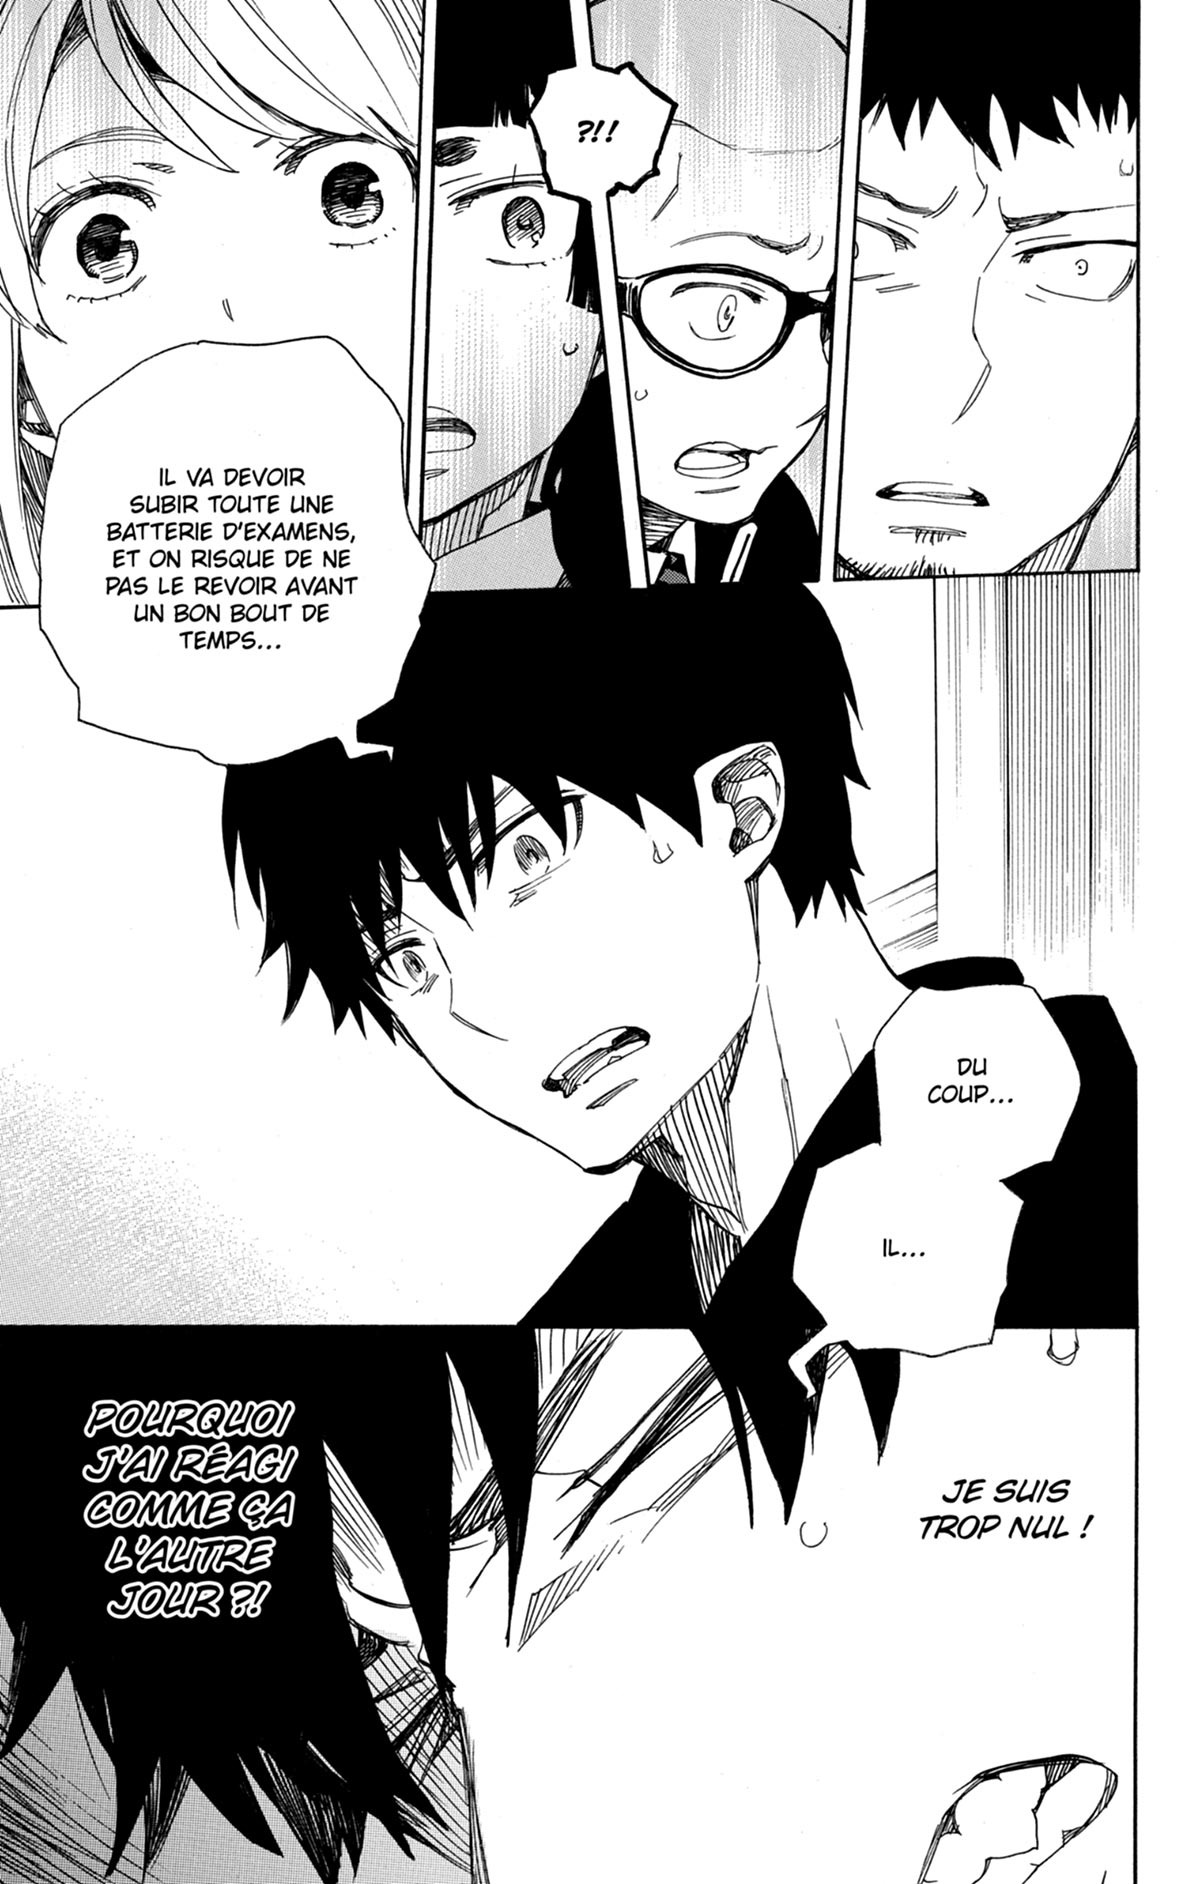 ?!!
IL VA DEVOIR
SUBIR TOUTE UNE
BATTERIE D'EXAMENS,
ET ON RISQUE DE NE
PAS LE REVOIR AVANT
UN BON BOUT DE
TEMPS...
DU
COUP...
IL...
JE SUIS
TROP NUL !
POURQUOI
J'AI RÉAGI
COMME ÇA
L'AUTRE
JOUR ?!